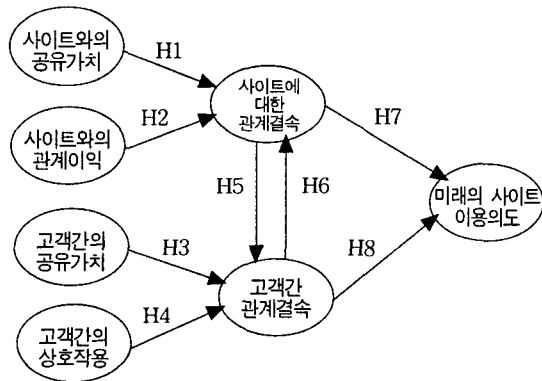 사이트와의
공유가치
H1
사이트에
대한
관계결속
H7
사이트와의
관계이익
H2
H5
H6
미래의 사이트
이용의도
고객간의
공유가치
H3
H8
고객간
관계결속
고객간의
상호작용
H4